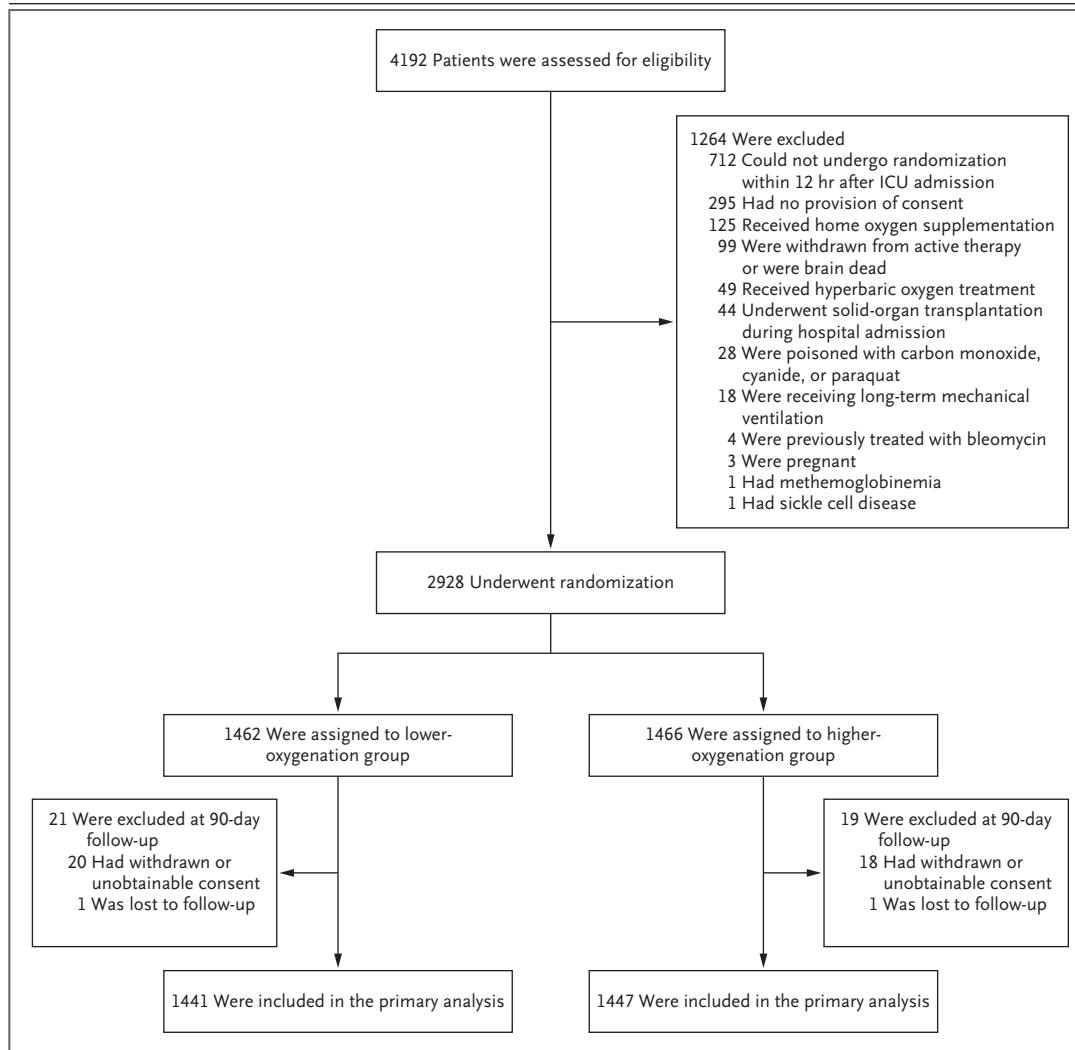 4192 Patients were assessed for eligibility
1264 Were excluded
712 Could not undergo randomization
within 12 hr after ICU admission
295 Had no provision of consent
125 Received home oxygen supplementation
99 Were withdrawn from active therapy
or were brain dead
49 Received hyperbaric oxygen treatment
44 Underwent solid-organ transplantation
during hospital admission
28 Were poisoned with carbon monoxide,
cyanide, or paraquat
18 Were receiving long-term mechanical
ventilation
4 Were previously treated with bleomycin
3 Were pregnant
1 Had methemoglobinemia
1 Had sickle cell disease
2928 Underwent randomization
1462 Were assigned to lower-
oxygenation group
1466 Were assigned to higher-
oxygenation group
21 Were excluded at 90-day
follow-up
20 Had withdrawn or
unobtainable consent
1 Was lost to follow-up
19 Were excluded at 90-day
follow-up
18 Had withdrawn or
unobtainable consent
1 Was lost to follow-up
1441 Were included in the primary analysis
1447 Were included in the primary analysis